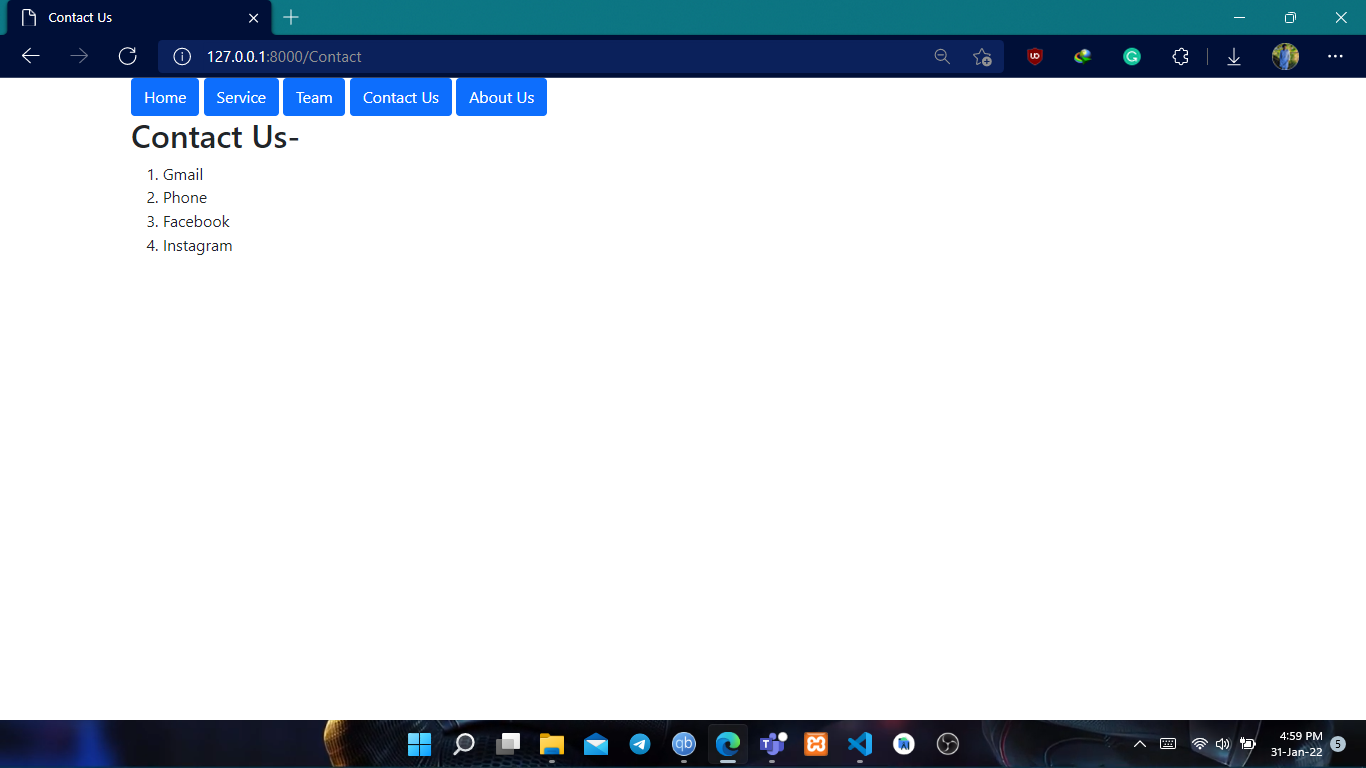 Contact Us
127.0.0.1:8000/Contact
Home Service Team Contact Us About Us
Contact Us-
1. Gmail
2. Phone
3. Facebook
4. Instagram
qb
4:59 PM
31-Jan-22
5